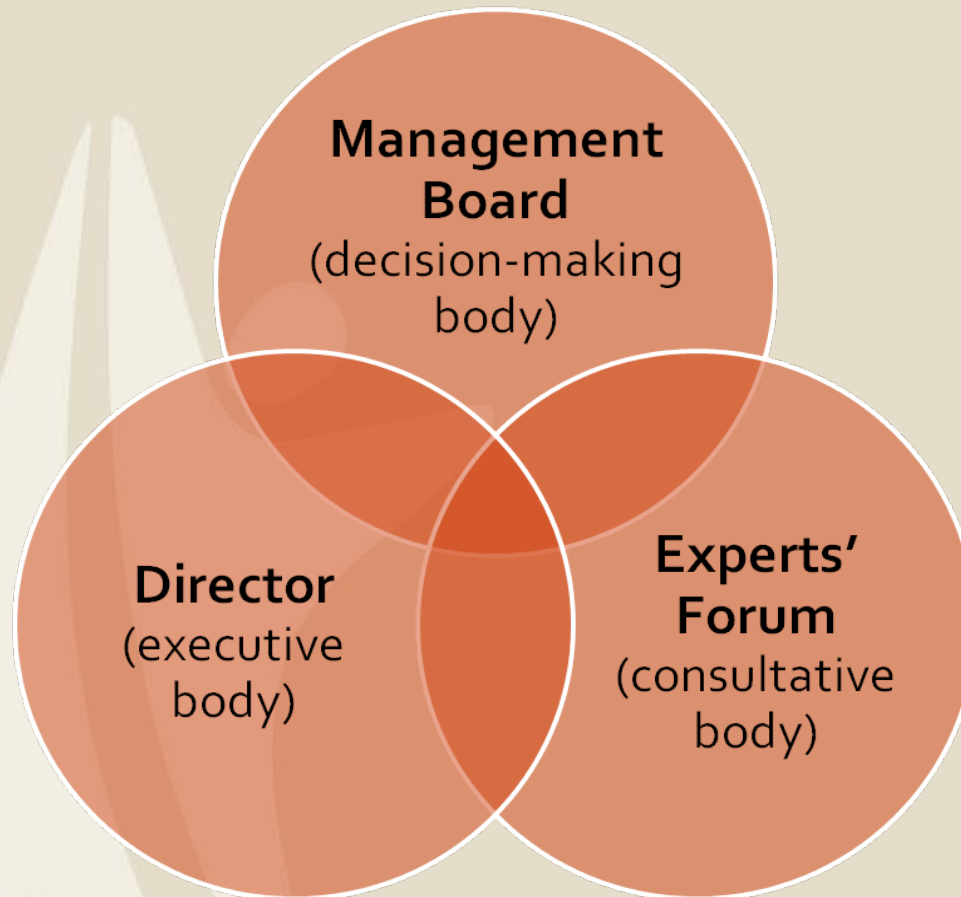 Management
Board
(decision-making
body)
Director
(executive
body)
Experts’
Forum
(consultative
body)